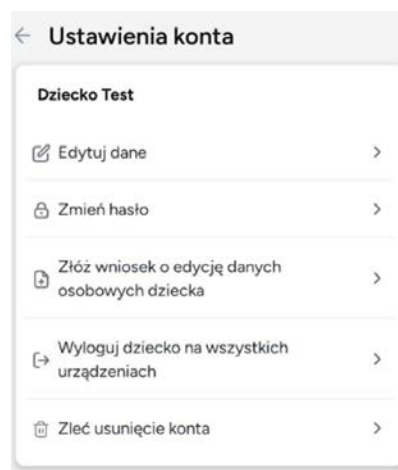 Ustawienia konta
Dziecko Test
Edytuj dane
Zmień hasło
Złóż wniosek o edycję danych
osobowych dziecka
Wyloguj dziecko na wszystkich
urządzeniach
Zleć usunięcie konta